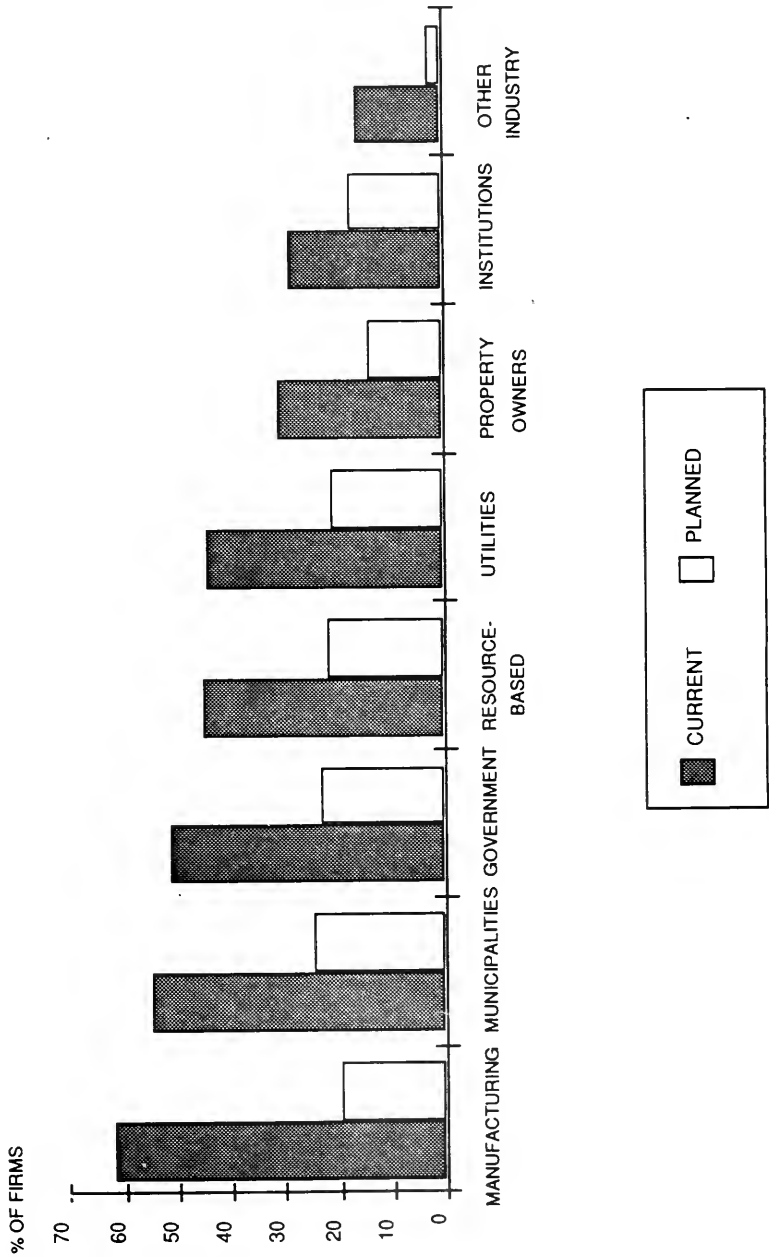 % OF FIRMS
70
60
50
40
30
20
10
0
MANUFACTURING MUNICIPALITIES GOVERNMENT RESOURCE- UTILITIES PROPERTY INSTITUTIONS OTHER
BASED OWNERS INDUSTRY
CURRENT PLANNED